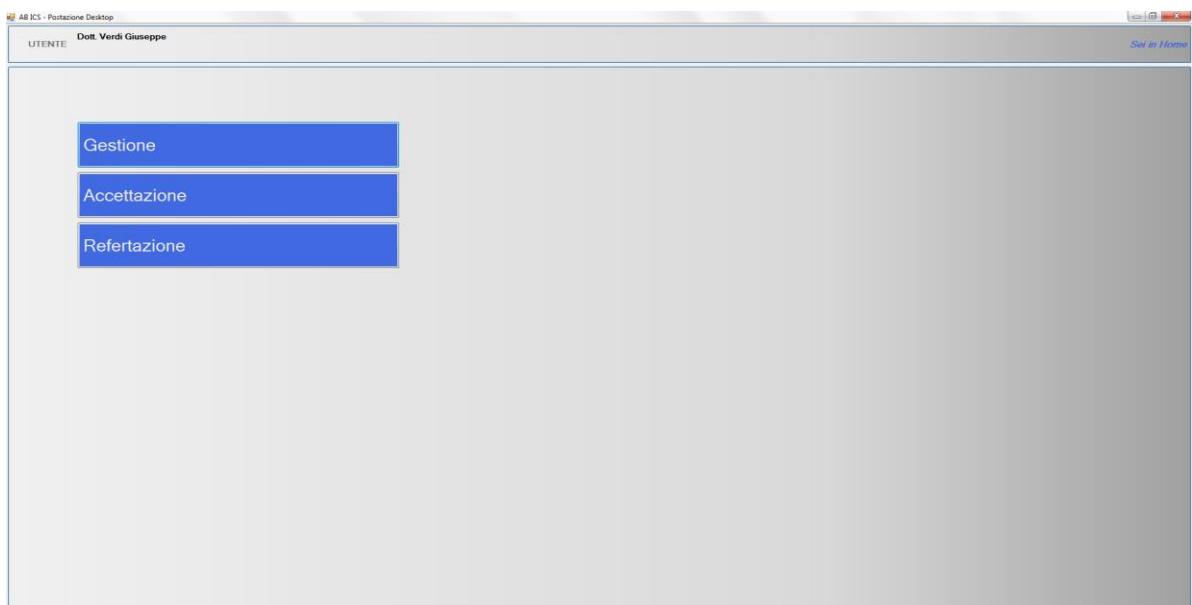 AB ICS - Postazione Desktop
UTENTE Dott. Verdi Giuseppe
Sei in Home
Gestione
Accettazione
Refertazione